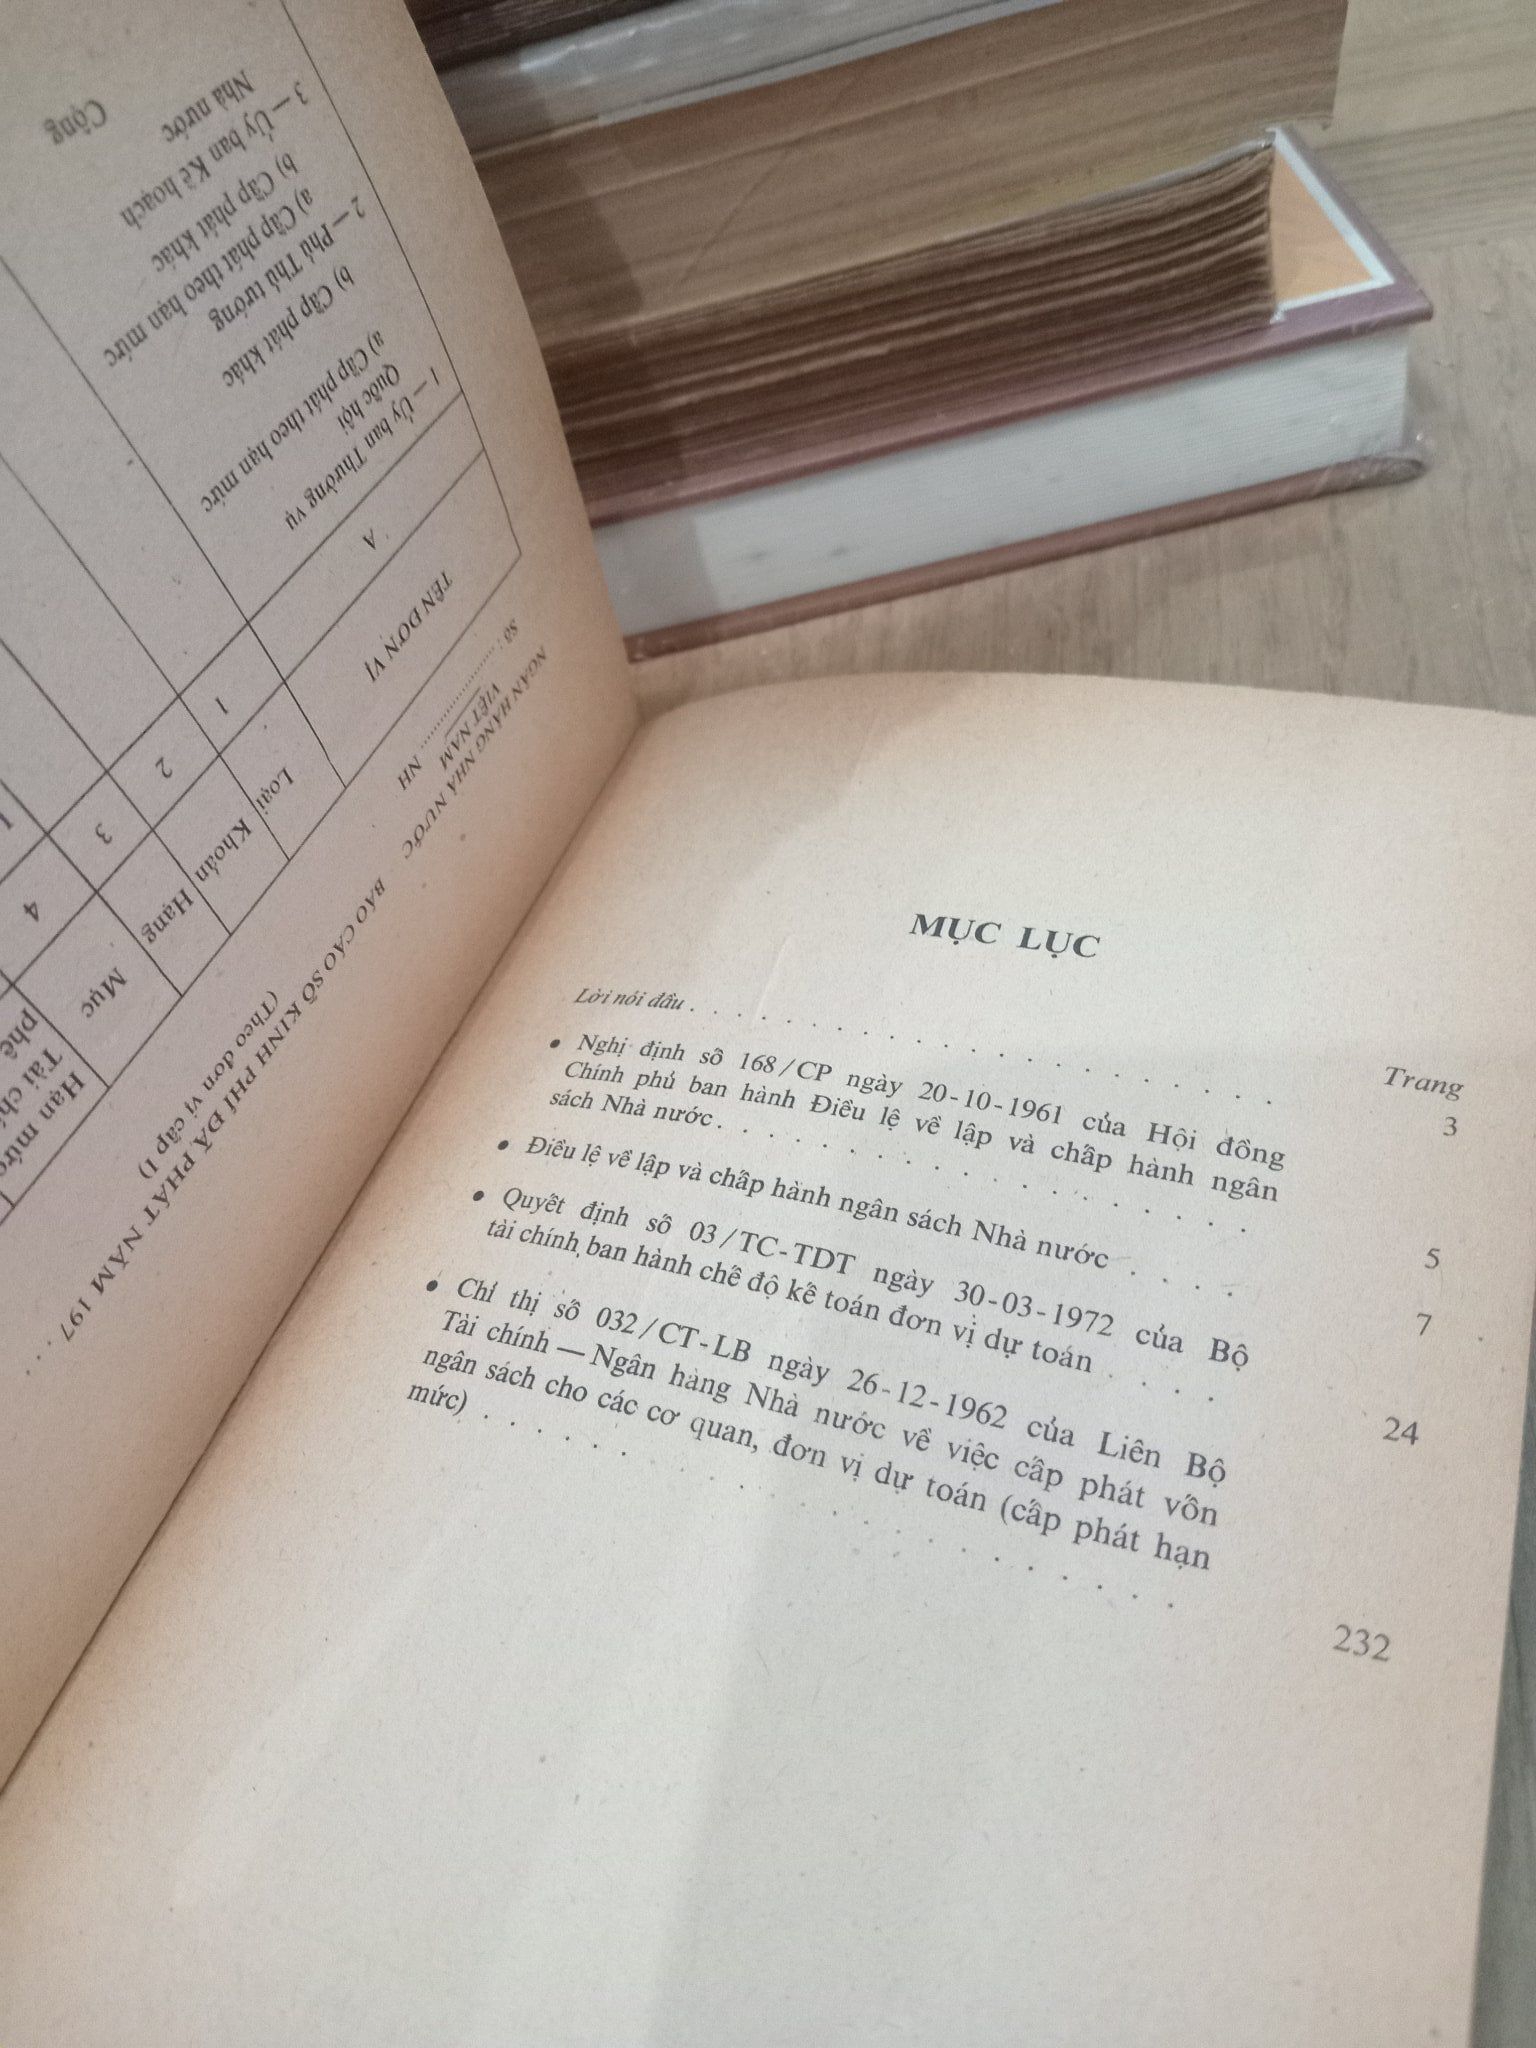 NGÂN HÀNG NHÀ NƯỚC
VIỆT NAM
Số : ............ NH
BÁO CÁO SỐ KINH PHÍ ĐÃ PHÁT NĂM 197 . . .
(Theo đơn vị cấp I)
TÊN ĐƠN VỊ
Loại
Khoản
Hạng
Mục
Hạn mức
Tài
phê
A
1
2
3
4
1 — Ủy ban Thường vụ
Quốc hội
a) Cấp phát theo hạn mức
b) Cấp phát khác
2 — Phủ Thủ tướng
a) Cấp phát theo hạn mức
b) Cấp phát khác
3 — Ủy ban Kế hoạch
Nhà nước
Cộng
MỤC LỤC
Trang
Lời nói đầu . . . . . . . . . . . . . . . . 3
• Nghị định số 168/CP ngày 20-10-1961 của Hội đồng
Chính phủ ban hành Điều lệ về lập và chấp hành ngân
sách Nhà nước . . . . . . . . . . . . . . . 5
• Điều lệ về lập và chấp hành ngân sách Nhà nước . . . . 7
• Quyết định số 03/TC-TDT ngày 30-03-1972 của Bộ
tài chính ban hành chế độ kế toán đơn vị dự toán . . . . 24
• Chỉ thị số 032/CT-LB ngày 26-12-1962 của Liên Bộ
Tài chính — Ngân hàng Nhà nước về việc cấp phát vốn
ngân sách cho các cơ quan, đơn vị dự toán (cấp phát hạn
mức) . . . . . . . . . . . . . . . . . 232